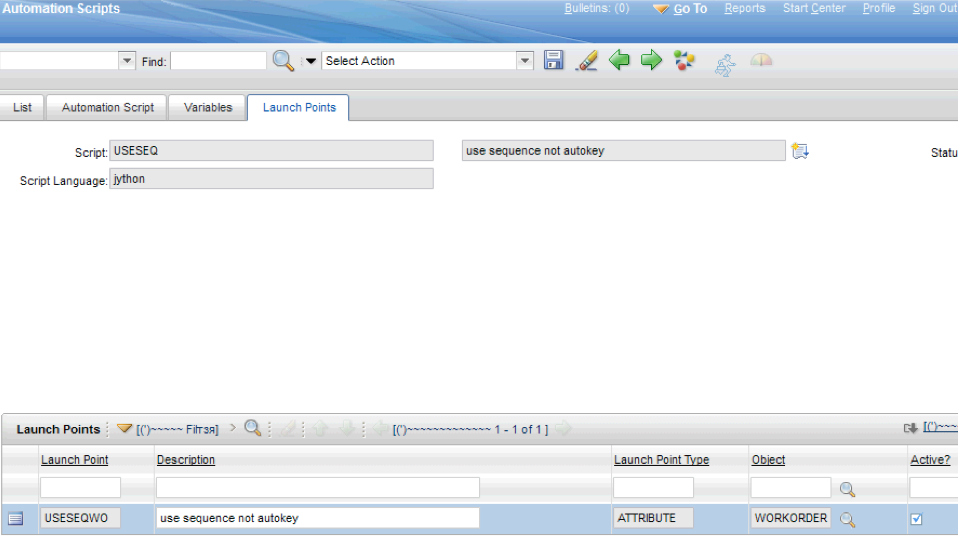 Automation Scripts Bulletins: (0) Go To Reports Start Center Profile Sign Out
Find: Select Action
List Automation Script Variables Launch Points
Script: USESEQ use sequence not autokey Statu
Script Language: jython
Launch Points [(')~~~~~ Fiłтзя] > [(')~~~~~~~~~~~~~ 1 - 1 of 1 ] [(')~~~
Launch Point Description Launch Point Type Object Active?
USESEQWO use sequence not autokey ATTRIBUTE WORKORDER